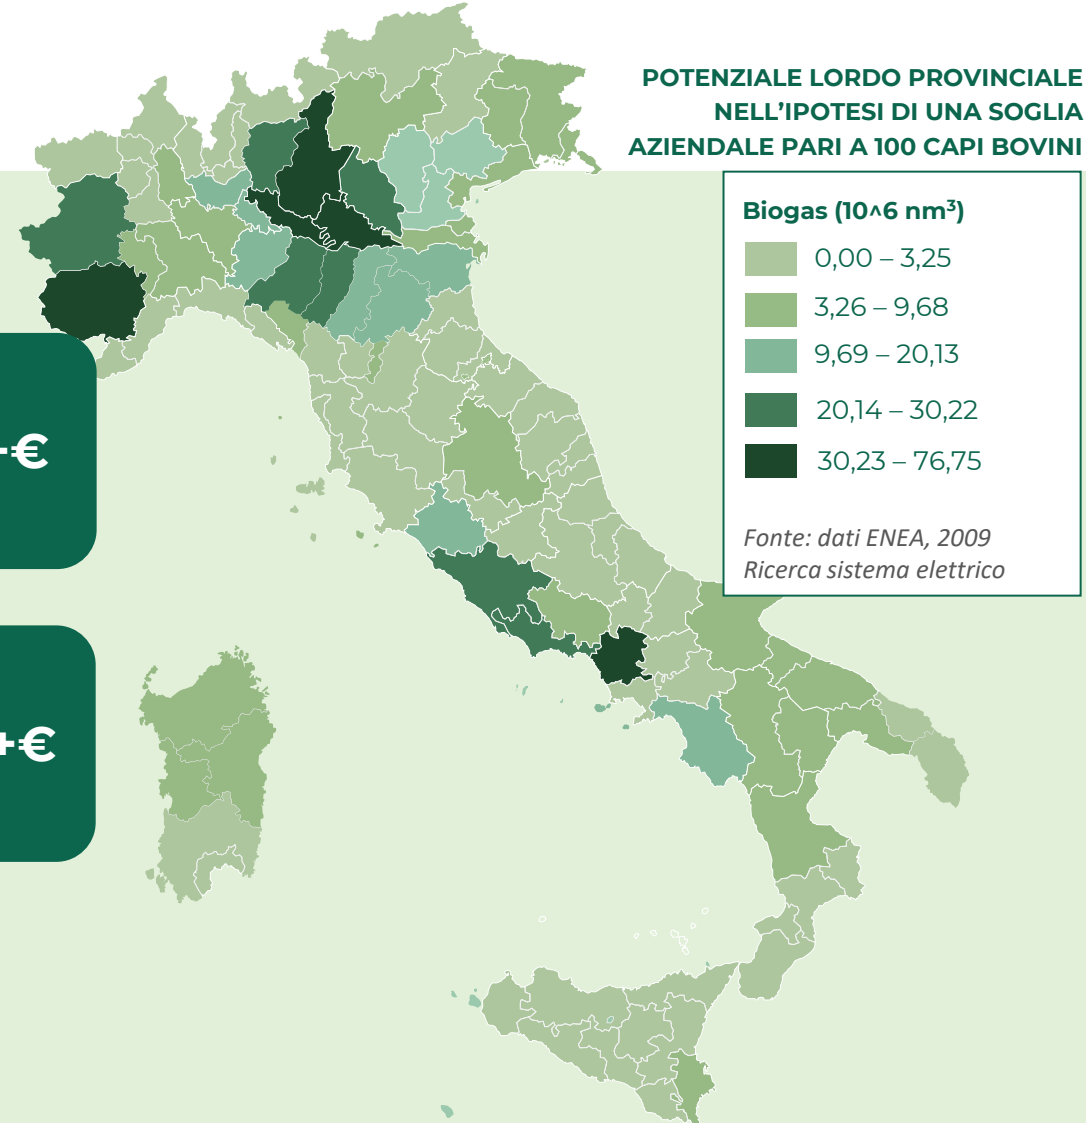 POTENZIALE LORDO PROVINCIALE
NELL'IPOTESI DI UNA SOGLIA
AZIENDALE PARI A 100 CAPI BOVINI
Biogas (10^6 nm³)
0,00 – 3,25
3,26 – 9,68
9,69 – 20,13
20,14 – 30,22
30,23 – 76,75
Fonte: dati ENEA, 2009
Ricerca sistema elettrico
€
+€